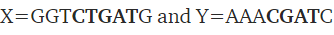 X=GGTCTGATG and Y=AAACGATC